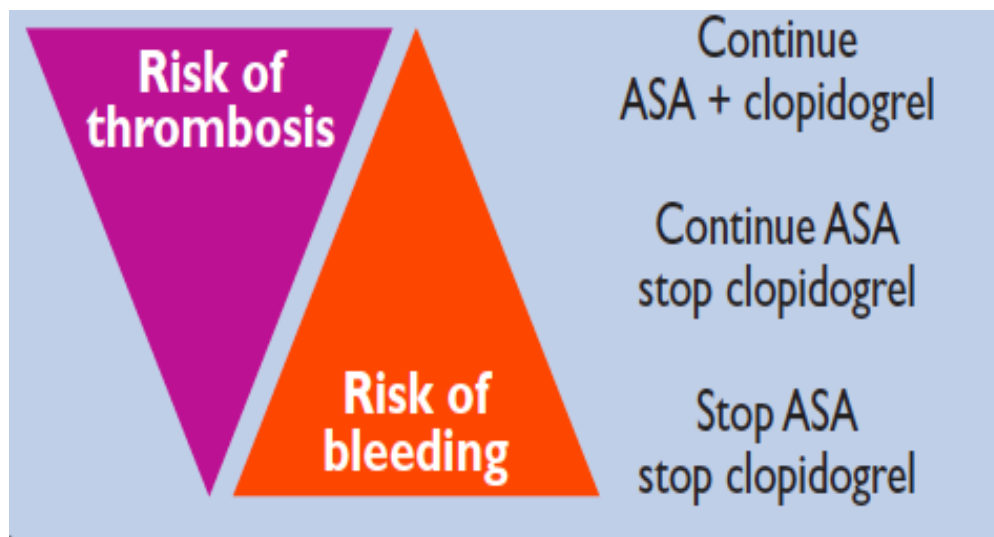 Risk of
thrombosis
Risk of
bleeding
Continue
ASA + clopidogrel
Continue ASA
stop clopidogrel
Stop ASA
stop clopidogrel